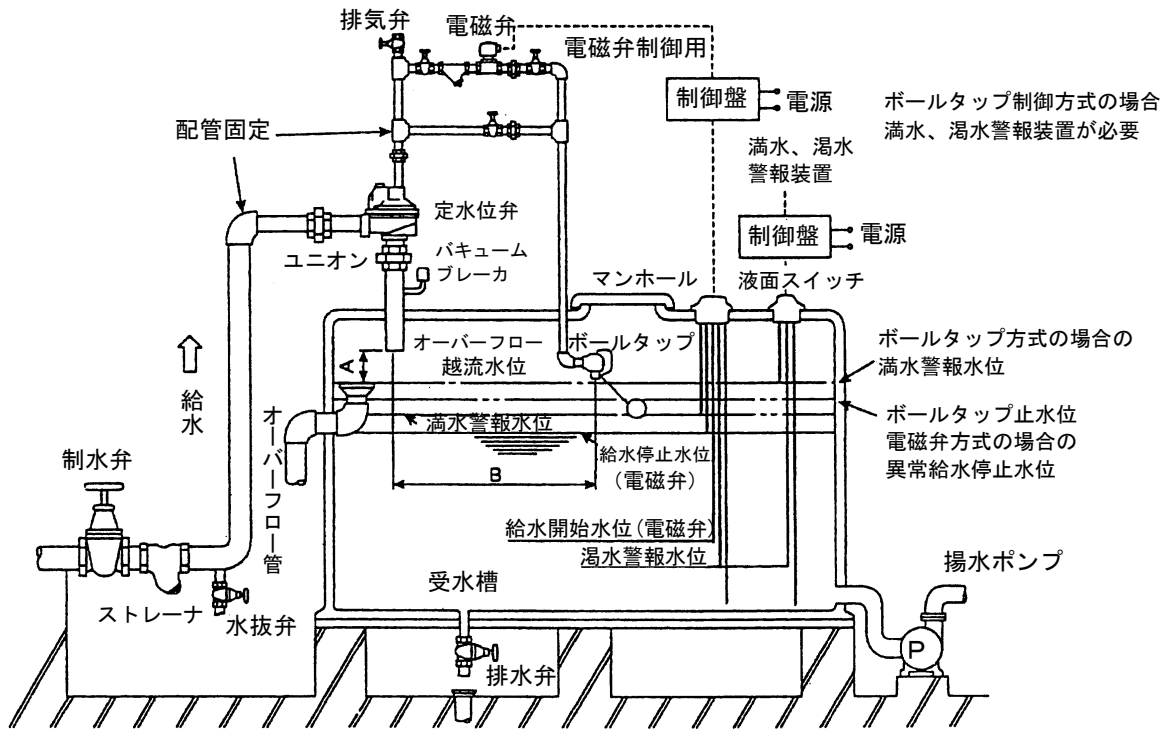 排気弁
電磁弁
電磁弁制御用
制御盤
電源
ボールタップ制御方式の場合
満水、渇水警報装置が必要
配管固定
満水、渇水
警報装置
定水位弁
制御盤
電源
ユニオン
バキューム
ブレーカ
マンホール
液面スイッチ
給水
A
オーバーフロー
越流水位
ボールタップ
ボールタップ方式の場合の
満水警報水位
オーバーフロー管
満水警報水位
ボールタップ止水位
電磁弁方式の場合の
異常給水停止水位
制水弁
給水停止水位
(電磁弁)
B
給水開始水位(電磁弁)
渇水警報水位
揚水ポンプ
受水槽
ストレーナ
水抜弁
P
排水弁